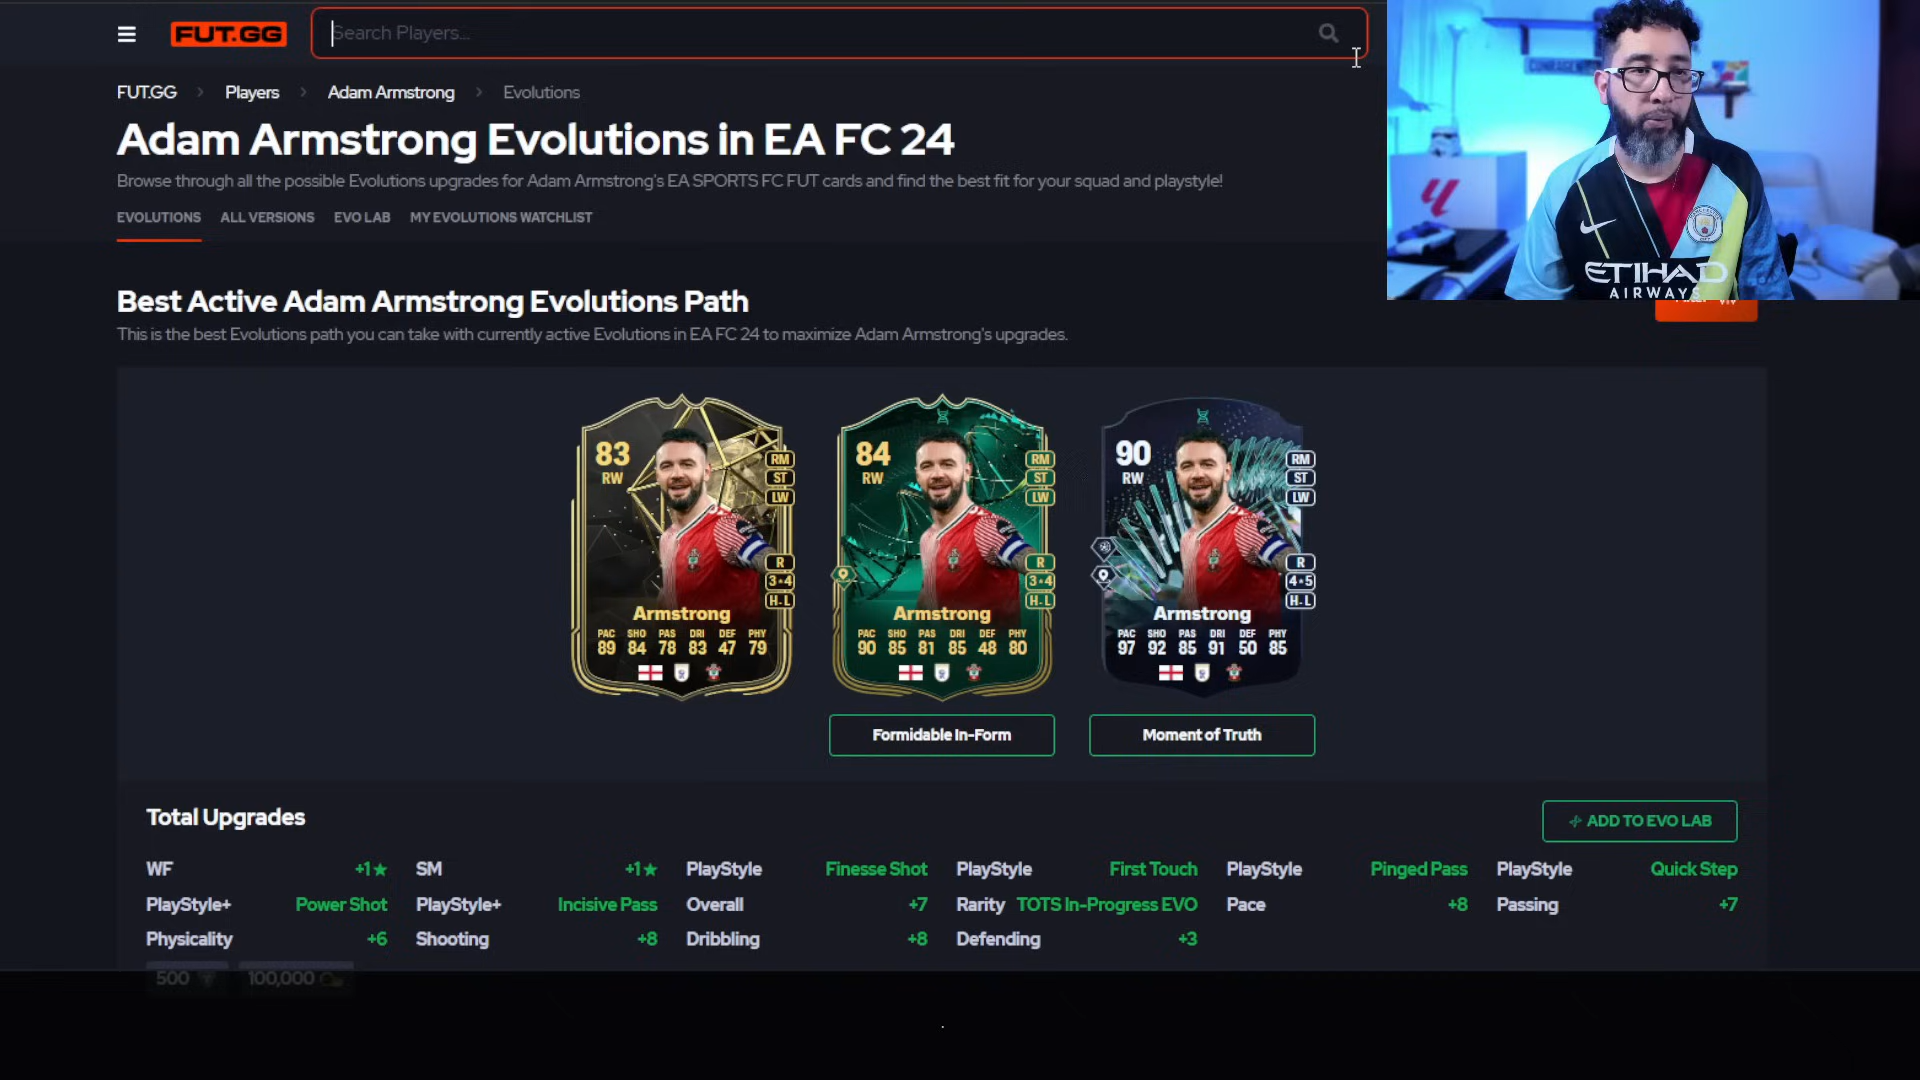 FUT.GG
Search Players...
FUT.GG > Players > Adam Armstrong > Evolutions
Adam Armstrong Evolutions in EA FC 24
Browse through all the possible Evolutions upgrades for Adam Armstrong's EA SPORTS FC FUT cards and find the best fit for your squad and playstyle!
EVOLUTIONS ALL VERSIONS EVO LAB MY EVOLUTIONS WATCHLIST
ETIHAD
AIRWAYS
Best Active Adam Armstrong Evolutions Path
This is the best Evolutions path you can take with currently active Evolutions in EA FC 24 to maximize Adam Armstrong's upgrades.
83
RW
RM
ST
LW
R
3★4
H-L
Armstrong
PAC SHO PAS DRI DEF PHY
89 84 78 83 47 79
84
RW
RM
ST
LW
R
3★4
H-L
Armstrong
PAC SHO PAS DRI DEF PHY
90 85 81 85 48 80
Formidable In-Form
90
RW
RM
ST
LW
R
4★5
H-L
Armstrong
PAC SHO PAS DRI DEF PHY
97 92 85 91 50 85
Moment of Truth
Total Upgrades
ADD TO EVO LAB
WF +1★ SM +1★ PlayStyle Finesse Shot PlayStyle First Touch PlayStyle Pinged Pass PlayStyle Quick Step
PlayStyle+ Power Shot PlayStyle+ Incisive Pass Overall +7 Rarity TOTS In-Progress EVO Pace +8 Passing +7
Physicality +6 Shooting +8 Dribbling +8 Defending +3
500 100,000